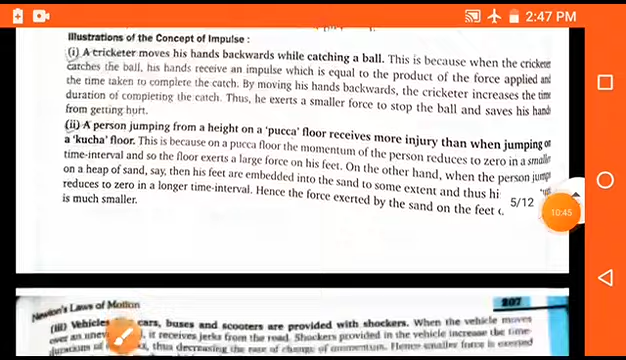 2:47 PM
Illustrations of the Concept of Impulse :
(i) A cricketer moves his hands backwards while catching a ball. This is because when the cricketer
catches the ball, his hands receive an impulse which is equal to the product of the force applied and
the time taken to complete the catch. By moving his hands backwards, the cricketer increases the time
duration of completing the catch. Thus, he exerts a smaller force to stop the ball and saves his hands
from getting hurt.
(ii) A person jumping from a height on a 'pucca' floor receives more injury than when jumping on
a 'kucha' floor. This is because on a pucca floor the momentum of the person reduces to zero in a smaller
time-interval and so the floor exerts a large force on his feet. On the other hand, when the person jumps
on a heap of sand, say, then his feet are embedded into the sand to some extent and thus hi
reduces to zero in a longer time-interval. Hence the force exerted by the sand on the feet
is much smaller.
5/12
10:45
Newton's Laws of Motion
207
(iii) Vehicles cars, buses and scooters are provided with shockers. When the vehicle moves
over an , it receives jerks from the road. Shockers provided in the vehicle increase the time-
durations of , thus decreasing the rate of change of momentum. Hence smaller force is exerted